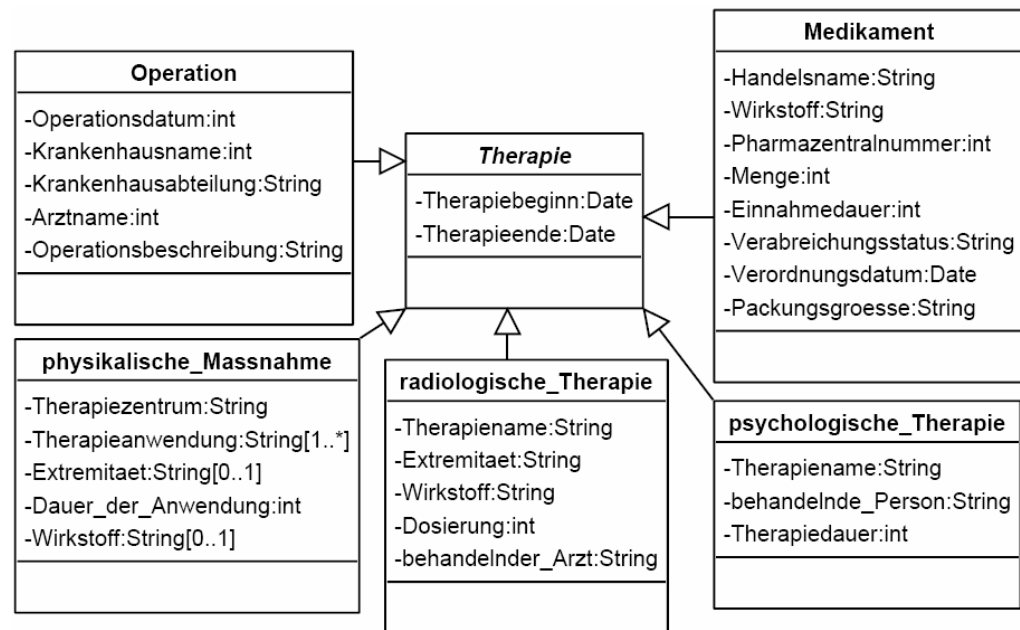 Operation
-Operationsdatum:int
-Krankenhausname:int
-Krankenhausabteilung:String
-Arztname:int
-Operationsbeschreibung:String
Therapie
-Therapiebeginn:Date
-Therapieende:Date
Medikament
-Handelsname:String
-Wirkstoff:String
-Pharmazentralnummer:int
-Menge:int
-Einnahmedauer:int
-Verabreichungsstatus:String
-Verordnungsdatum:Date
-Packungsgroesse:String
physikalische_Massnahme
-Therapiezentrum:String
-Therapieanwendung:String[1..*]
-Extremitaet:String[0..1]
-Dauer_der_Anwendung:int
-Wirkstoff:String[0..1]
radiologische_Therapie
-Therapiename:String
-Extremitaet:String
-Wirkstoff:String
-Dosierung:int
-behandelnder_Arzt:String
psychologische_Therapie
-Therapiename:String
-behandelnde_Person:String
-Therapiedauer:int